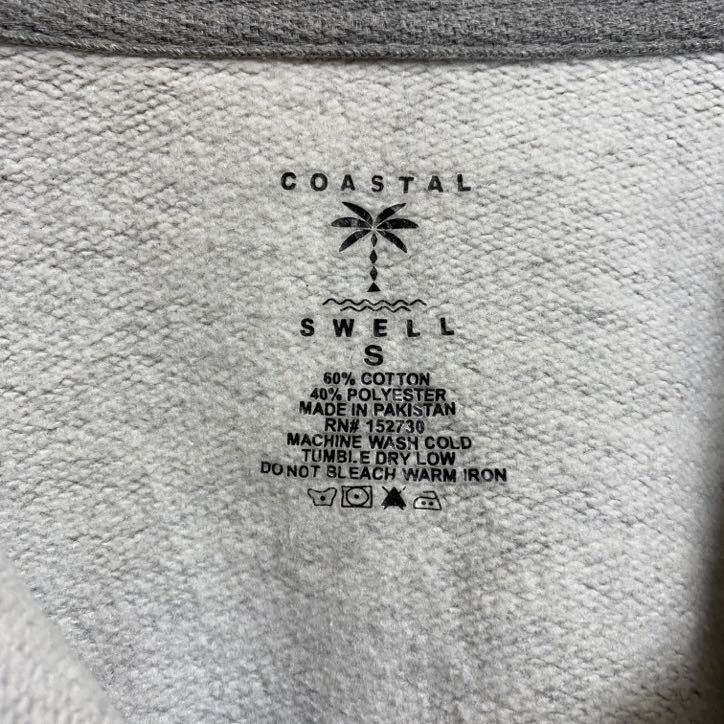 COASTAL
SWELL
S
60% COTTON
40% POLYESTER
MADE IN PAKISTAN
RN# 152730
MACHINE WASH COLD
TUMBLE DRY LOW
DO NOT BLEACH WARM IRON